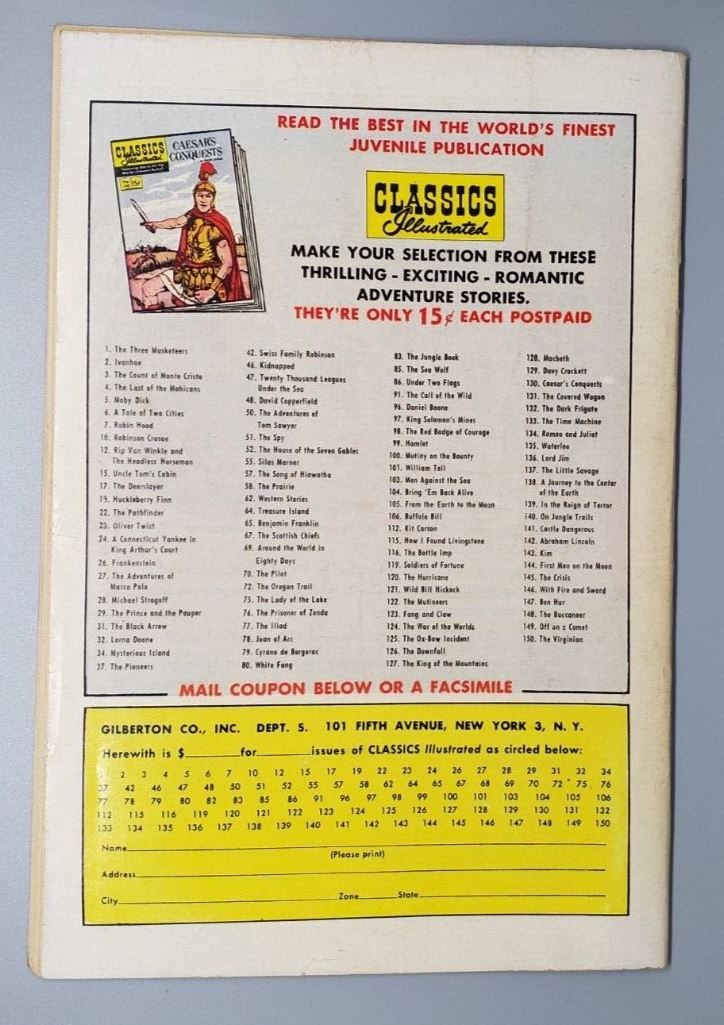 READ THE BEST IN THE WORLD'S FINEST
JUVENILE PUBLICATION
CLASSICS
Illustrated
CAESAR'S
CONQUESTS
15¢
CLASSICS
Illustrated
MAKE YOUR SELECTION FROM THESE
THRILLING - EXCITING - ROMANTIC
ADVENTURE STORIES.
THEY'RE ONLY 15¢ EACH POSTPAID
1. The Three Musketeers
2. Ivanhoe
3. The Count of Monte Cristo
4. The Last of the Mohicans
5. Moby Dick
6. A Tale of Two Cities
7. Robin Hood
10. Robinson Crusoe
12. Rip Van Winkle and
The Headless Horseman
15. Uncle Tom's Cabin
17. The Deerslayer
19. Huckleberry Finn
22. The Pathfinder
23. Oliver Twist
24. A Connecticut Yankee in
King Arthur's Court
26. Frankenstein
27. The Adventures of
Marco Polo
28. Michael Strogoff
29. The Prince and the Pauper
31. The Black Arrow
32. Lorna Doone
34. Mysterious Island
37. The Pioneers
42. Swiss Family Robinson
46. Kidnapped
47. Twenty Thousand Leagues
Under the Sea
48. David Copperfield
50. The Adventures of
Tom Sawyer
51. The Spy
52. The House of the Seven Gables
55. Silas Marner
57. The Song of Hiawatha
58. The Prairie
62. Western Stories
64. Treasure Island
65. Benjamin Franklin
67. The Scottish Chiefs
69. Around the World in
Eighty Days
70. The Pilot
72. The Oregon Trail
75. The Lady of the Lake
76. The Prisoner of Zenda
77. The Iliad
78. Joan of Arc
79. Cyrano de Bergerac
80. White Fang
83. The Jungle Book
85. The Sea Wolf
86. Under Two Flags
91. The Call of the Wild
96. Daniel Boone
97. King Solomon's Mines
98. The Red Badge of Courage
99. Hamlet
100. Mutiny on the Bounty
101. William Tell
103. Men Against the Sea
104. Bring 'Em Back Alive
105. From the Earth to the Moon
106. Buffalo Bill
112. Kit Carson
115. How I Found Livingstone
116. The Bottle Imp
119. Soldiers of Fortune
120. The Hurricane
121. Wild Bill Hickock
122. The Mutineers
123. Fang and Claw
124. The War of the Worlds
125. The Ox-Bow Incident
126. The Downfall
127. The King of the Mountains
128. Macbeth
129. Davy Crockett
130. Caesar's Conquests
131. The Covered Wagon
132. The Dark Frigate
133. The Time Machine
134. Romeo and Juliet
135. Waterloo
136. Lord Jim
137. The Little Savage
138. A Journey to the Center
of the Earth
139. In the Reign of Terror
140. On Jungle Trails
141. Castle Dangerous
142. Abraham Lincoln
143. Kim
144. First Men on the Moon
145. The Crisis
146. With Fire and Sword
147. Ben Hur
148. The Buccaneer
149. Off on a Comet
150. The Virginian
MAIL COUPON BELOW OR A FACSIMILE
GILBERTON CO., INC. DEPT. S. 101 FIFTH AVENUE, NEW YORK 3, N. Y.
Herewith is $ for issues of CLASSICS Illustrated as circled below:
2 3 4 5 6 7 10 12 15 17 19 22 23 24 26 27 28 29 31 32 34
37 42 46 47 48 50 51 52 55 57 58 62 64 65 67 68 69 70 72 75 76
77 78 79 80 82 83 85 86 91 96 97 98 99 100 101 103 104 105 106
112 115 116 119 120 121 122 123 124 125 126 127 128 129 130 131 132
133 134 135 136 137 138 139 140 141 142 143 144 145 146 147 148 149 150
Name
(Please print)
Address
City Zone State